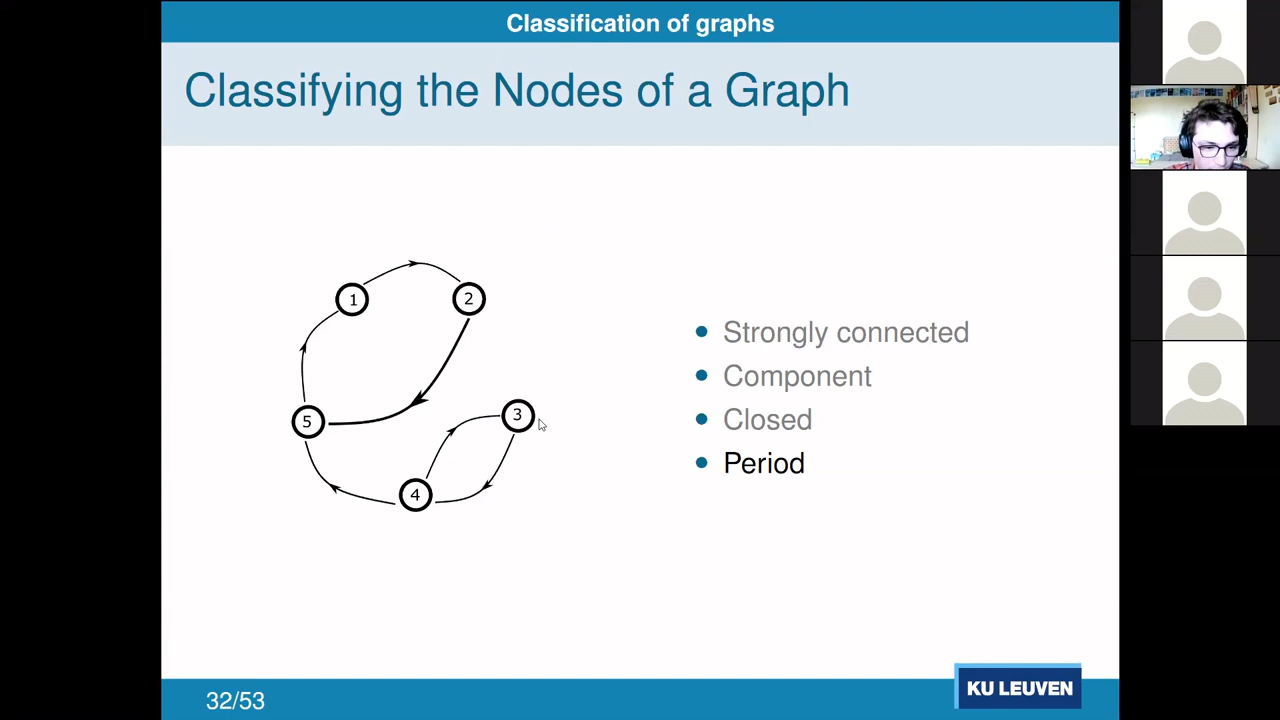 Classification of graphs
Classifying the Nodes of a Graph
1
2
5
3
4
Strongly connected
Component
Closed
Period
32/53
KU LEUVEN